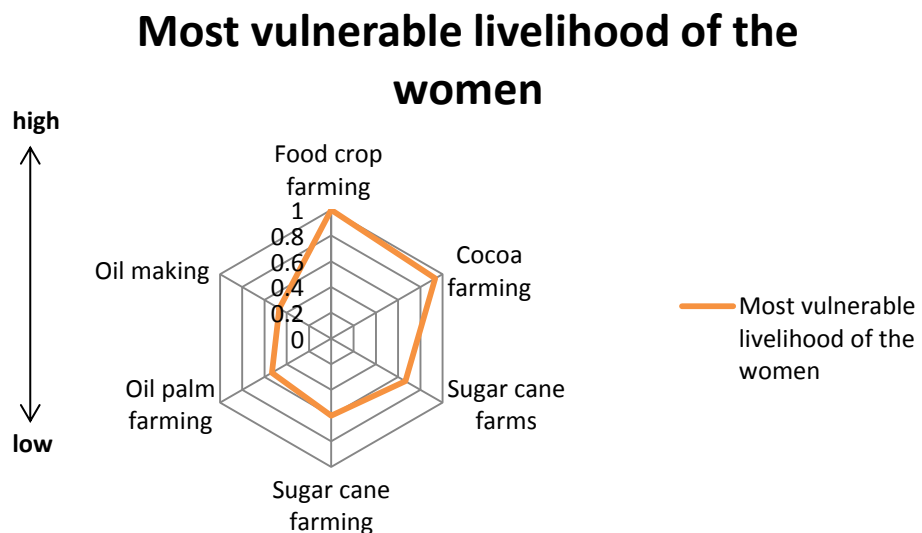 Most vulnerable livelihood of the
women
high
Food crop
farming
1
0.8
0.6
0.4
0.2
0
Oil making
Cocoa
farming
Most vulnerable
livelihood of the
women
Oil palm
farming
Sugar cane
farms
low
Sugar cane
farming